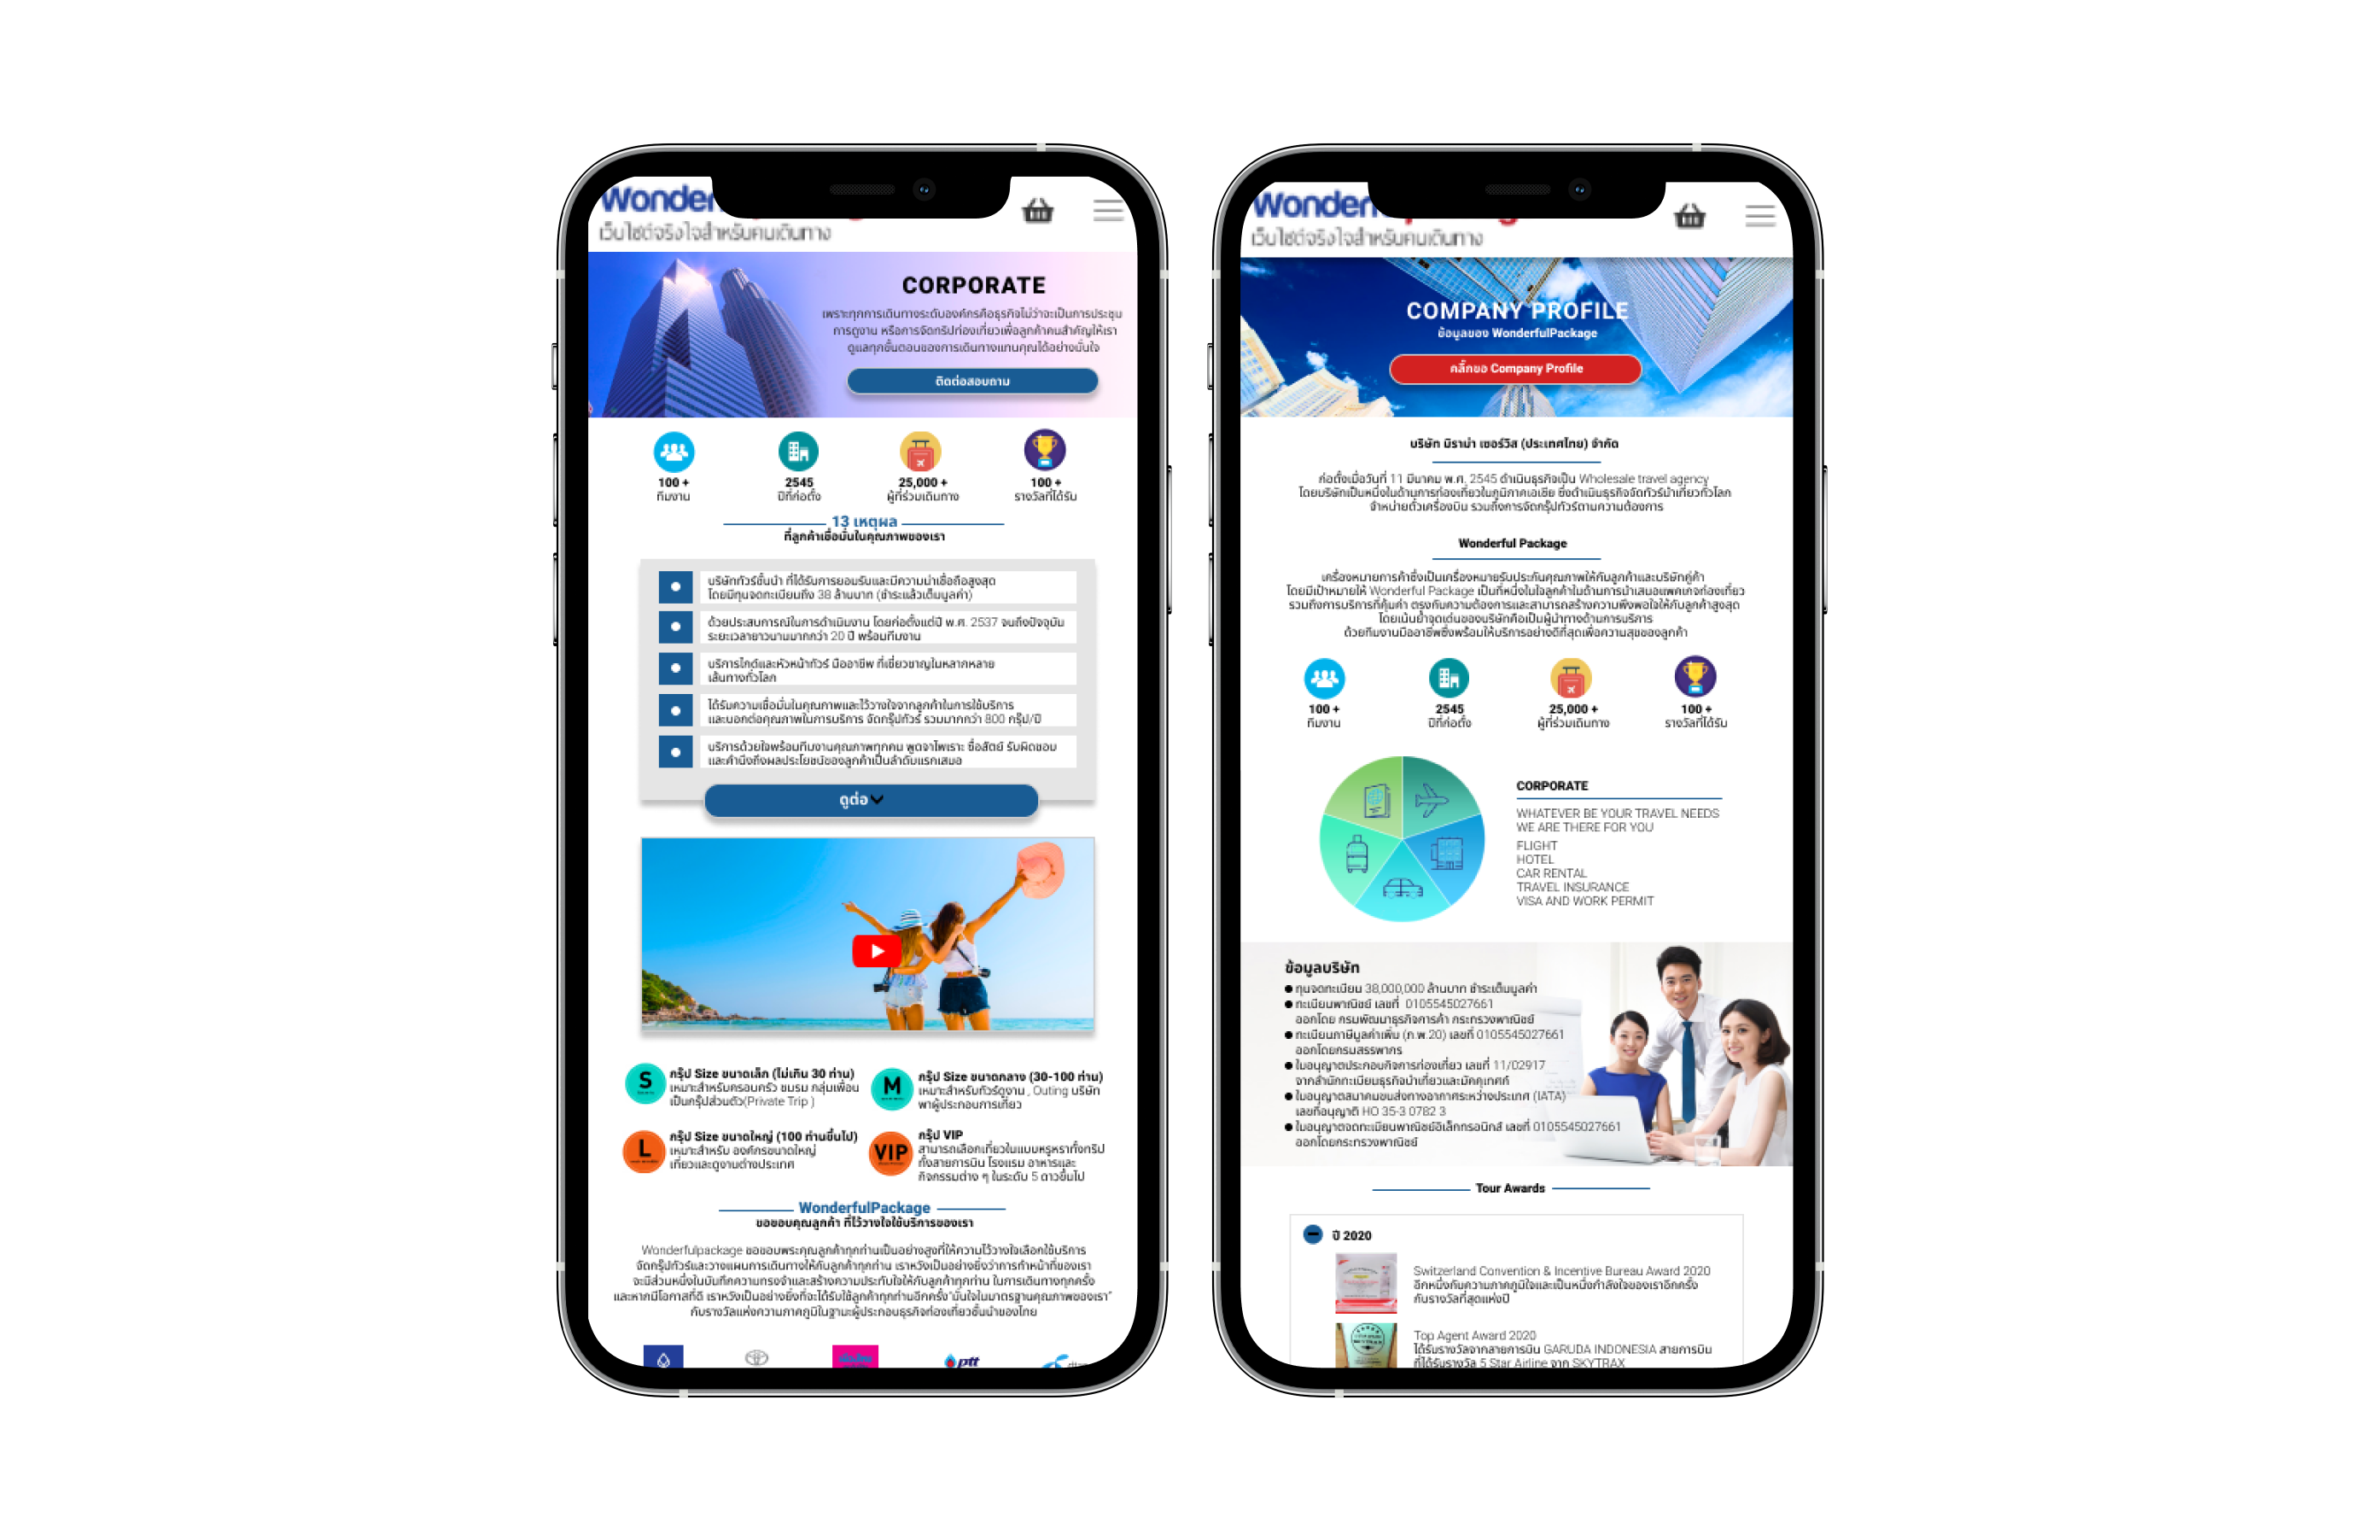 Wonder
เว็บไซต์จริงใจสำหรับคนเดินทาง
CORPORATE
เพราะทุกการเดินทางระดับองค์กรคือธุรกิจไม่ว่าจะเป็นการประชุม
การดูงาน หรือการจัดทริปท่องเที่ยวเพื่อลูกค้าคนสำคัญให้เรา
ดูแลทุกขั้นตอนของการเดินทางแทนคุณได้อย่างมั่นใจ
ติดต่อสอบถาม
100 +
ทีมงาน
2545
ปีที่ก่อตั้ง
25,000 +
ผู้ที่ร่วมเดินทาง
100 +
รางวัลที่ได้รับ
13 เหตุผล
ที่ลูกค้าเชื่อมั่นในคุณภาพของเรา
บริษัททัวร์ชั้นนำ ที่ได้รับการยอมรับและมีความน่าเชื่อถือสูงสุด
โดยมีทุนจดทะเบียนถึง 38 ล้านบาท (ชำระแล้วเต็มมูลค่า)
ด้วยประสบการณ์ในการดำเนินงาน โดยก่อตั้งแต่ปี พ.ศ. 2537 จนถึงปัจจุบัน
ระยะเวลายาวนานมากกว่า 20 ปี พร้อมทีมงาน
บริการไกด์และหัวหน้าทัวร์ มืออาชีพ ที่เชี่ยวชาญในหลากหลาย
เส้นทางทั่วโลก
ได้รับความเชื่อมั่นในคุณภาพและไว้วางใจจากลูกค้าในการใช้บริการ
และบอกต่อคุณภาพในการบริการ จัดกรุ๊ปทัวร์ รวมมากกว่า 800 กรุ๊ป/ปี
บริการด้วยใจพร้อมทีมงานคุณภาพทุกคน พูดจาไพเราะ ซื่อสัตย์ รับผิดชอบ
และคำนึงถึงผลประโยชน์ของลูกค้าเป็นลำดับแรกเสมอ
ดูต่อ
S
กรุ๊ป Size ขนาดเล็ก (ไม่เกิน 30 ท่าน)
เหมาะสำหรับครอบครัว ชมรม กลุ่มเพื่อน
เป็นกรุ๊ปส่วนตัว(Private Trip )
M
กรุ๊ป Size ขนาดกลาง (30-100 ท่าน)
เหมาะสำหรับทัวร์ดูงาน , Outing บริษัท
พาผู้ประกอบการเที่ยว
L
กรุ๊ป Size ขนาดใหญ่ (100 ท่านขึ้นไป)
เหมาะสำหรับ องค์กรขนาดใหญ่
เที่ยวและดูงานต่างประเทศ
VIP
กรุ๊ป VIP
สามารถเลือกเที่ยวในแบบหรูหราทั้งทริป
ทั้งสายการบิน โรงแรม อาหารและ
กิจกรรมต่าง ๆ ในระดับ 5 ดาวขึ้นไป
WonderfulPackage
ขอขอบคุณลูกค้า ที่ไว้วางใจใช้บริการของเรา
Wonderfulpackage ขอขอบพระคุณลูกค้าทุกท่านเป็นอย่างสูงที่ให้ความไว้วางใจเลือกใช้บริการ
จัดกรุ๊ปทัวร์และวางแผนการเดินทางให้กับลูกค้าทุกท่าน เราหวังเป็นอย่างยิ่งว่าการทำหน้าที่ของเรา
จะมีส่วนหนึ่งในบันทึกความทรงจำและสร้างความประทับใจให้กับลูกค้าทุกท่าน ในการเดินทางทุกครั้ง
และหากมีโอกาสที่ดี เราหวังเป็นอย่างยิ่งที่จะได้รับใช้ลูกค้าทุกท่านอีกครั้ง"มั่นใจในมาตรฐานคุณภาพของเรา"
กับรางวัลแห่งความภาคภูมิในฐานะผู้ประกอบธุรกิจท่องเที่ยวชั้นนำของไทย
ptt
Wonder
เว็บไซต์จริงใจสำหรับคนเดินทาง
COMPANY PROFILE
ข้อมูลของ WonderfulPackage
คลิ๊กขอ Company Profile
บริษัท มิราม่า เซอร์วิส (ประเทศไทย) จำกัด
ก่อตั้งเมื่อวันที่ 11 มีนาคม พ.ศ. 2545 ดำเนินธุรกิจเป็น Wholesale travel agency
โดยบริษัทเป็นหนึ่งในด้านการท่องเที่ยวในภูมิภาคเอเชีย ซึ่งดำเนินธุรกิจจัดทัวร์นำเที่ยวทั่วโลก
จำหน่ายตั๋วเครื่องบิน รวมถึงการจัดกรุ๊ปทัวร์ตามความต้องการ
Wonderful Package
เครื่องหมายการค้าซึ่งเป็นเครื่องหมายรับประกันคุณภาพให้กับลูกค้าและบริษัทคู่ค้า
โดยมีเป้าหมายให้ Wonderful Package เป็นที่หนึ่งในใจลูกค้าในด้านการนำเสนอแพคเกจท่องเที่ยว
รวมถึงการบริการที่คุ้มค่า ตรงกับความต้องการและสามารถสร้างความพึงพอใจให้กับลูกค้าสูงสุด
โดยเน้นย้ำจุดเด่นของบริษัทคือเป็นผู้นำทางด้านการบริการ
ด้วยทีมงานมืออาชีพซึ่งพร้อมให้บริการอย่างดีที่สุดเพื่อความสุขของลูกค้า
100 +
ทีมงาน
2545
ปีที่ก่อตั้ง
25,000 +
ผู้ที่ร่วมเดินทาง
100 +
รางวัลที่ได้รับ
CORPORATE
WHATEVER BE YOUR TRAVEL NEEDS
WE ARE THERE FOR YOU
FLIGHT
HOTEL
CAR RENTAL
TRAVEL INSURANCE
VISA AND WORK PERMIT
ข้อมูลบริษัท
ทุนจดทะเบียน 38,000,000 ล้านบาท ชำระเต็มมูลค่า
ทะเบียนพาณิชย์ เลขที่ 0105545027661
ออกโดย กรมพัฒนาธุรกิจการค้า กระทรวงพาณิชย์
ทะเบียนภาษีมูลค่าเพิ่ม (ภ.พ.20) เลขที่ 0105545027661
ออกโดยกรมสรรพากร
ใบอนุญาตประกอบกิจการท่องเที่ยว เลขที่ 11/02917
จากสำนักทะเบียนธุรกิจนำเที่ยวและมัคคุเทศก์
ใบอนุญาตสมาคมขนส่งทางอากาศระหว่างประเทศ (IATA)
เลขที่อนุญาติ HO 35-3 0782 3
ใบอนุญาตจดทะเบียนพาณิชย์อิเล็กทรอนิกส์ เลขที่ 0105545027661
ออกโดยกระทรวงพาณิชย์
Tour Awards
ปี 2020
Switzerland Convention & Incentive Bureau Award 2020
อีกหนึ่งกับความภาคภูมิใจและเป็นหนึ่งกำลังใจของเราอีกครั้ง
กับรางวัลที่สุดแห่งปี
Top Agent Award 2020
ได้รับรางวัลจากสายการบิน GARUDA INDONESIA สายการบิน
ที่ได้รับรางวัล 5 Star Airline จาก SKYTRAX